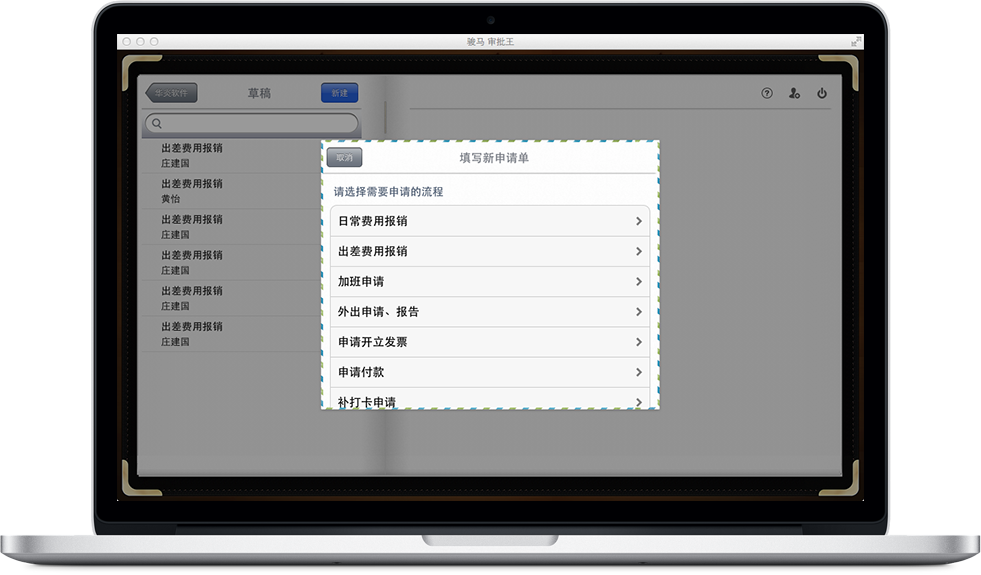 骏马 审批王
华炎软件
草稿
新建
出差费用报销
庄建国
出差费用报销
黄怡
出差费用报销
庄建国
出差费用报销
庄建国
出差费用报销
庄建国
出差费用报销
庄建国
取消
填写新申请单
请选择需要申请的流程
日常费用报销
出差费用报销
加班申请
外出申请、报告
申请开立发票
申请付款
补打卡申请